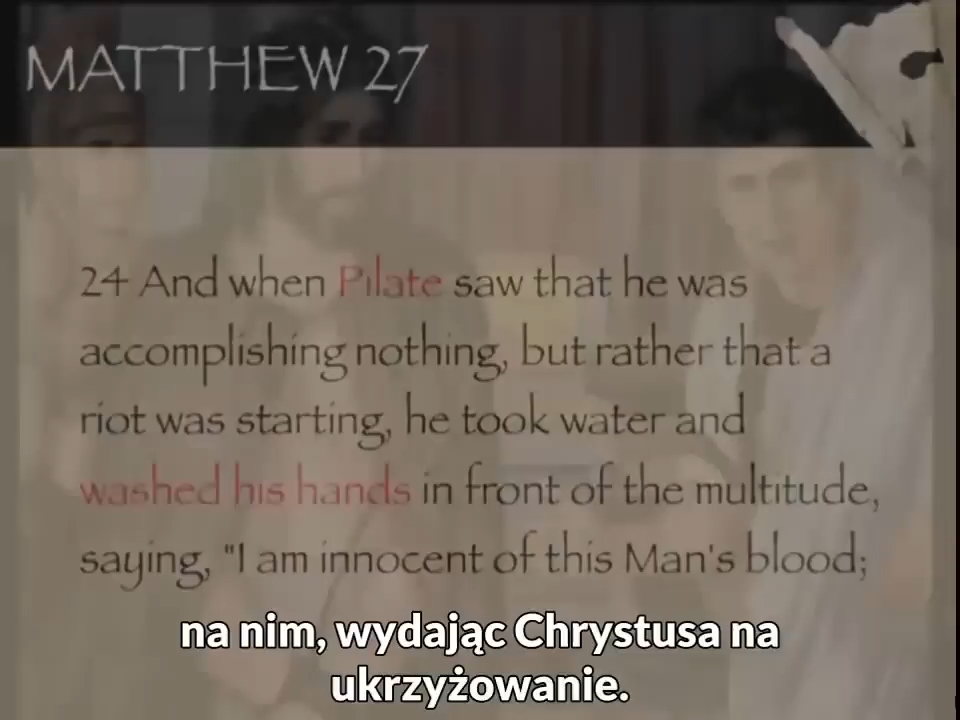 MATTHEW 27
24 And when Pilate saw that he was
accomplishing nothing, but rather that a
riot was starting, he took water and
washed his hands in front of the multitude,
saying, "I am innocent of this Man's blood;
na nim, wydając Chrystusa na
ukrzyżowanie.